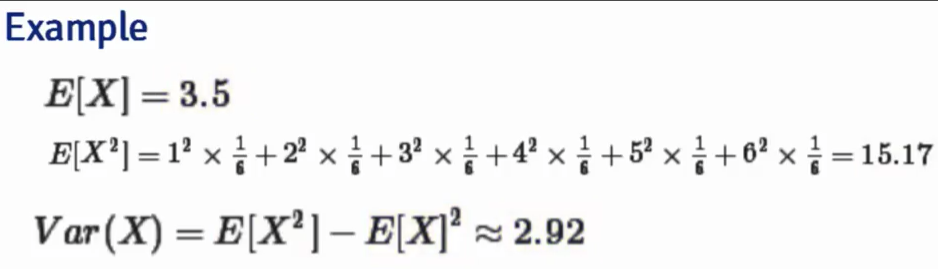 Example
E[X] = 3.5
E[X²] = 1² × 1/6 + 2² × 1/6 + 3² × 1/6 + 4² × 1/6 + 5² × 1/6 + 6² × 1/6 = 15.17
Var(X) = E[X²] − E[X]² ≈ 2.92